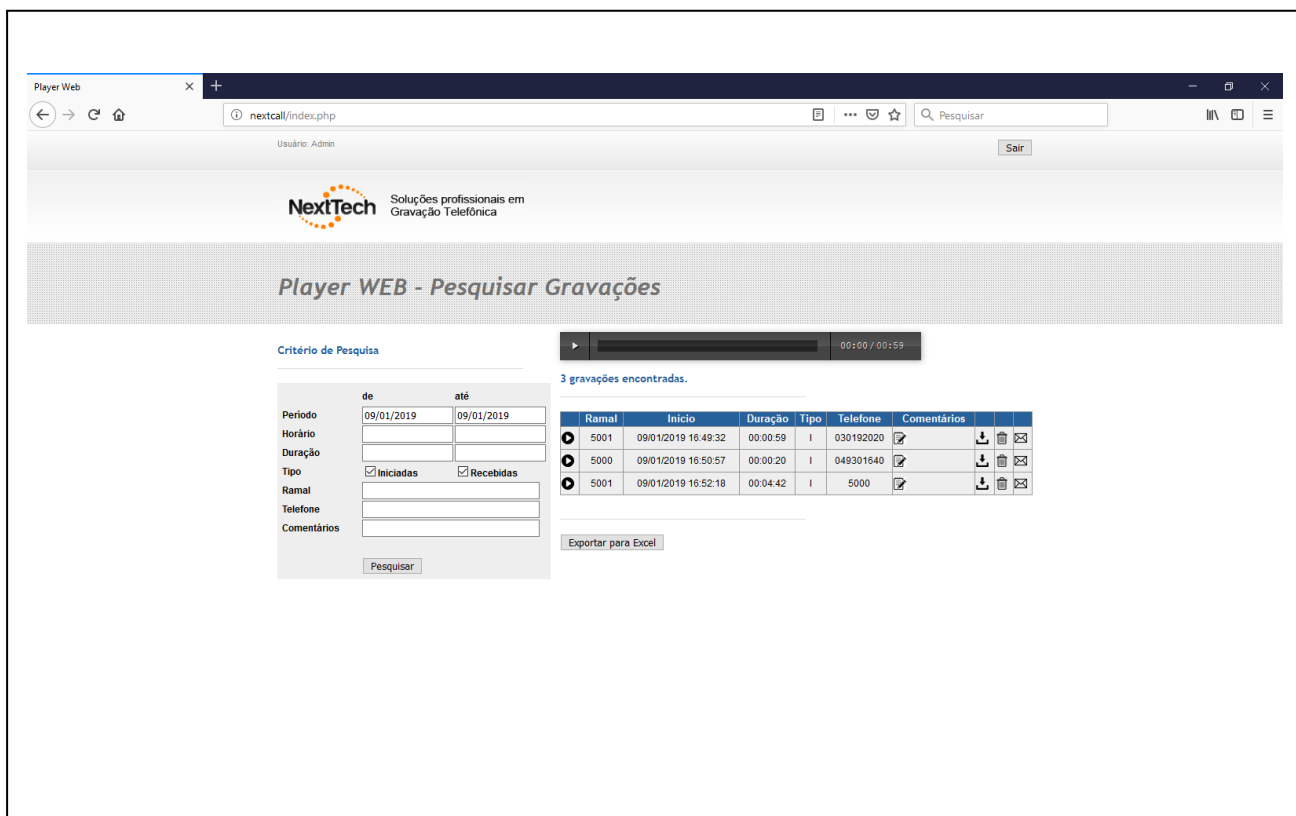 Player Web
nextcall/index.php
Pesquisar
Usuário: Admin
Sair
NextTech
Soluções profissionais em
Gravação Telefônica
Player WEB - Pesquisar Gravações
Critério de Pesquisa
de até
Período 09/01/2019 09/01/2019
Horário
Duração
Tipo Iniciadas Recebidas
Ramal
Telefone
Comentários
Pesquisar
00:00 / 00:59
3 gravações encontradas.
Ramal Inicio Duração Tipo Telefone Comentários
5001 09/01/2019 16:49:32 00:00:59 I 030192020
5000 09/01/2019 16:50:57 00:00:20 I 049301640
5001 09/01/2019 16:52:18 00:04:42 I 5000
Exportar para Excel